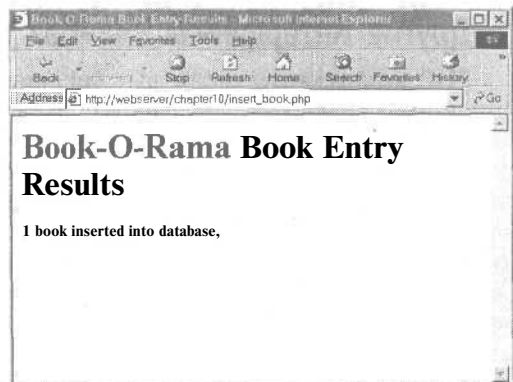 Book-O-Rama Book Entry Results - Microsoft Internet Explorer
File Edit View Favorites Tools Help
Back Stop Refresh Home Search Favorites History
Address http://webserver/chapter10/insert_book.php Go
Book-O-Rama Book Entry
Results
1 book inserted into database,